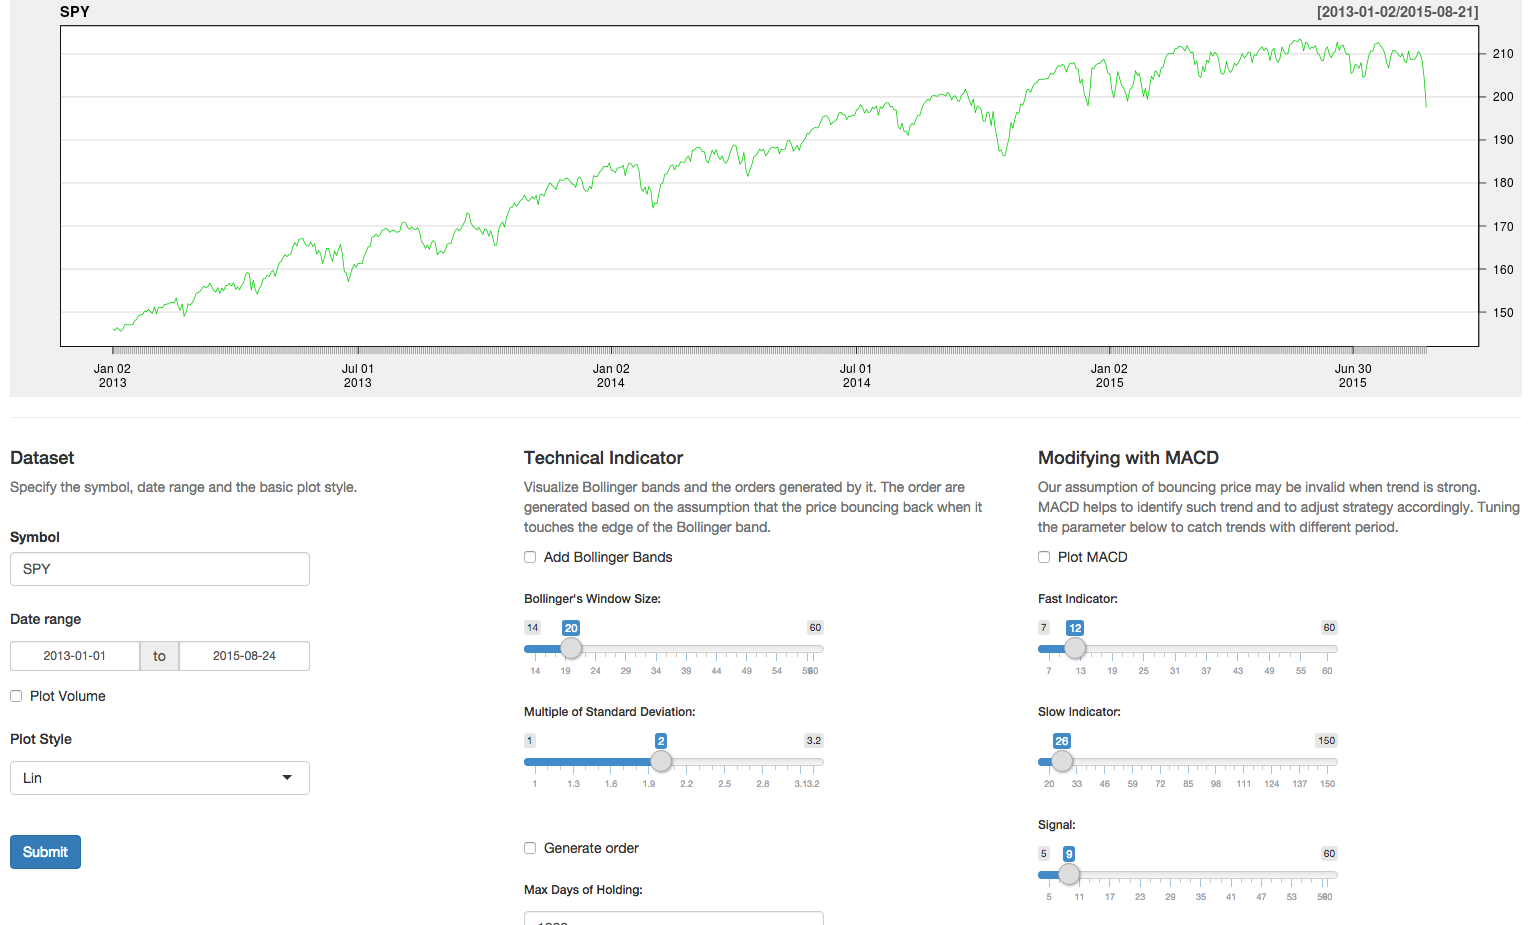 SPY [2013-01-02/2015-08-21]
210
200
190
180
170
160
150
Jan 02 Jul 01 Jan 02 Jul 01 Jan 02 Jun 30
2013 2013 2014 2014 2015 2015
Dataset
Specify the symbol, date range and the basic plot style.
Symbol
SPY
Date range
2013-01-01 to 2015-08-24
Plot Volume
Plot Style
Lin
Submit
Technical Indicator
Visualize Bollinger bands and the orders generated by it. The order are
generated based on the assumption that the price bouncing back when it
touches the edge of the Bollinger band.
Add Bollinger Bands
Bollinger's Window Size:
14 20 60
14 19 24 29 34 39 44 49 54 60
Multiple of Standard Deviation:
1 2 3.2
1 1.3 1.6 1.9 2.2 2.5 2.8 3.1 3.2
Generate order
Max Days of Holding:
Modifying with MACD
Our assumption of bouncing price may be invalid when trend is strong.
MACD helps to identify such trend and to adjust strategy accordingly. Tuning
the parameter below to catch trends with different period.
Plot MACD
Fast Indicator:
7 12 60
7 13 19 25 31 37 43 49 55 60
Slow Indicator:
26 150
20 33 46 59 72 85 98 111 124 137 150
Signal:
5 9 60
5 11 17 23 29 35 41 47 53 60